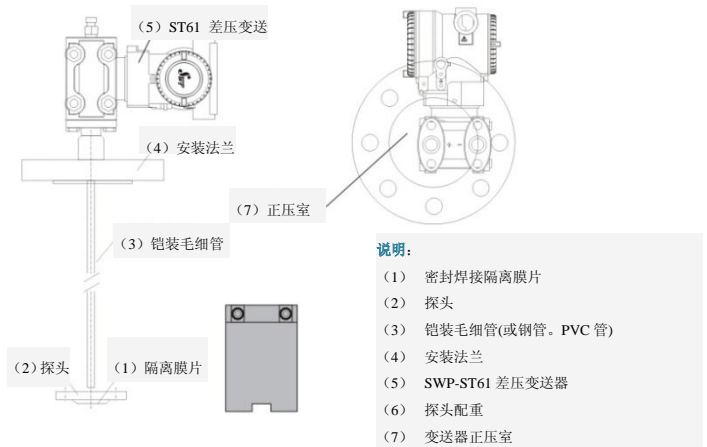 （5）ST61 差压变送
（4）安装法兰
（7）正压室
（3）铠装毛细管
（2）探头
（1）隔离膜片
说明：
（1） 密封焊接隔离膜片
（2） 探头
（3） 铠装毛细管(或钢管。PVC 管)
（4） 安装法兰
（5） SWP-ST61 差压变送器
（6） 探头配重
（7） 变送器正压室
+ -